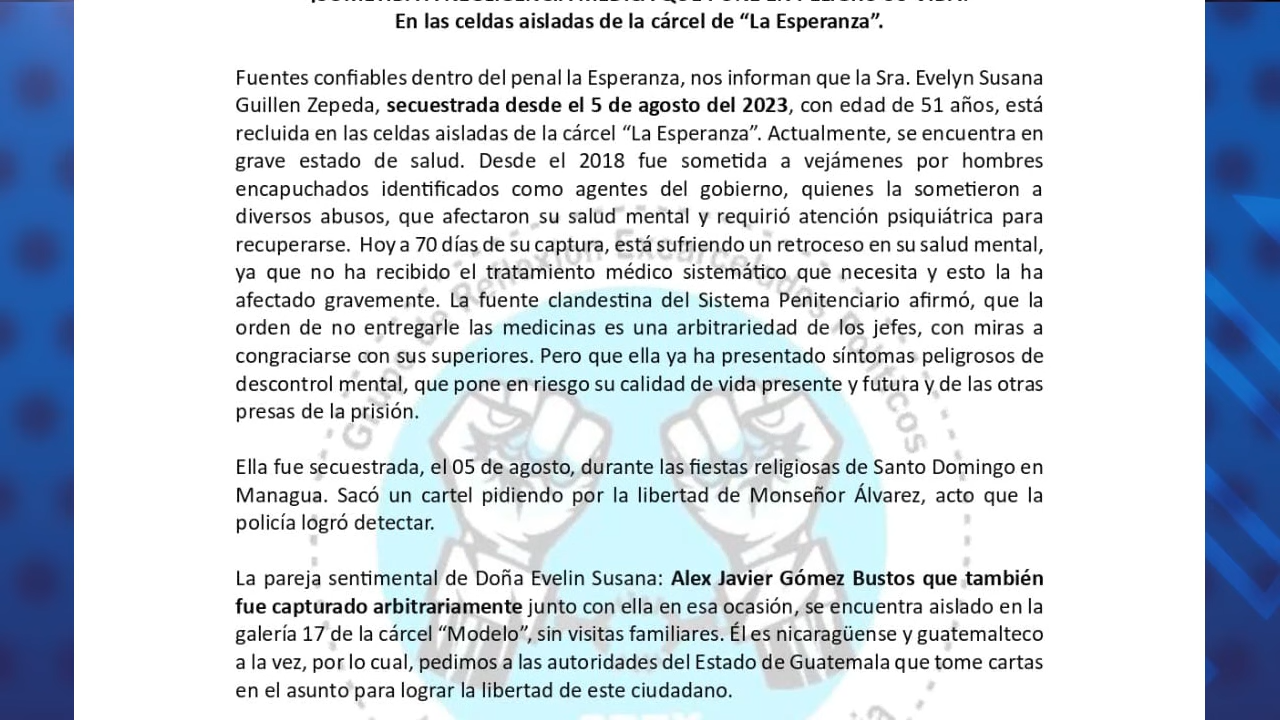 En las celdas aisladas de la cárcel de “La Esperanza”.
Fuentes confiables dentro del penal la Esperanza, nos informan que la Sra. Evelyn Susana
Guillen Zepeda, secuestrada desde el 5 de agosto del 2023, con edad de 51 años, está
recluida en las celdas aisladas de la cárcel “La Esperanza”. Actualmente, se encuentra en
grave estado de salud. Desde el 2018 fue sometida a vejámenes por hombres
encapuchados identificados como agentes del gobierno, quienes la sometieron a
diversos abusos, que afectaron su salud mental y requirió atención psiquiátrica para
recuperarse. Hoy a 70 días de su captura, está sufriendo un retroceso en su salud mental,
ya que no ha recibido el tratamiento médico sistemático que necesita y esto la ha
afectado gravemente. La fuente clandestina del Sistema Penitenciario afirmó, que la
orden de no entregarle las medicinas es una arbitrariedad de los jefes, con miras a
congraciarse con sus superiores. Pero que ella ya ha presentado síntomas peligrosos de
descontrol mental, que pone en riesgo su calidad de vida presente y futura y de las otras
presas de la prisión.
Ella fue secuestrada, el 05 de agosto, durante las fiestas religiosas de Santo Domingo en
Managua. Sacó un cartel pidiendo por la libertad de Monseñor Álvarez, acto que la
policía logró detectar.
La pareja sentimental de Doña Evelin Susana: Alex Javier Gómez Bustos que también
fue capturado arbitrariamente junto con ella en esa ocasión, se encuentra aislado en la
galería 17 de la cárcel “Modelo”, sin visitas familiares. Él es nicaragüense y guatemalteco
a la vez, por lo cual, pedimos a las autoridades del Estado de Guatemala que tome cartas
en el asunto para lograr la libertad de este ciudadano.
Grupo de Reflexión Excarcelados Políticos